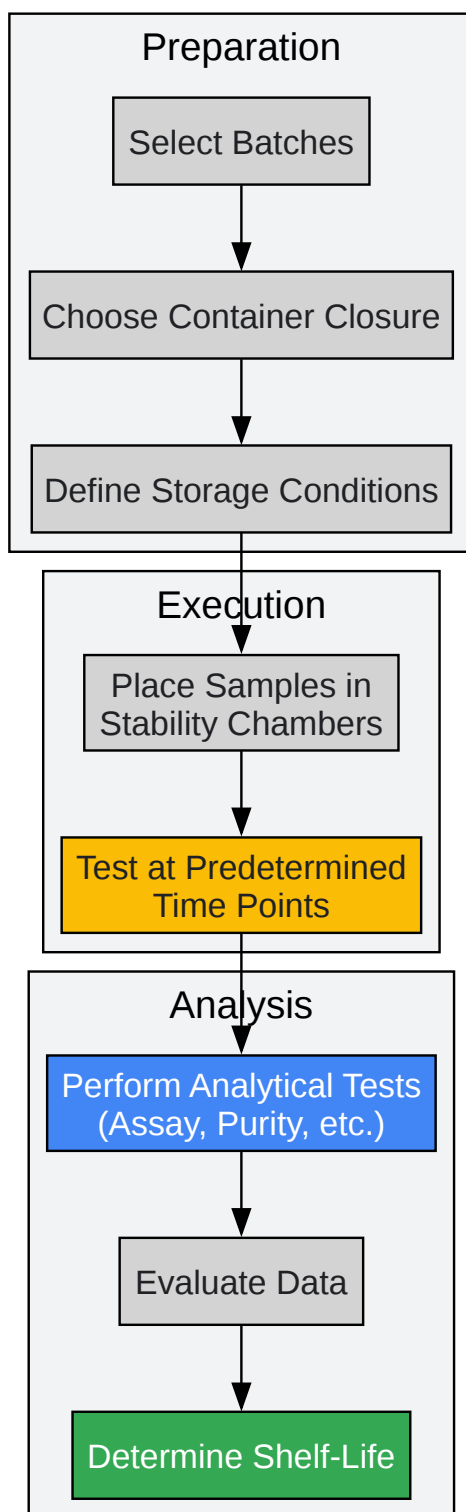 Preparation
Select Batches
Choose Container Closure
Define Storage Conditions
Execution
Place Samples in
Stability Chambers
Test at Predetermined
Time Points
Analysis
Perform Analytical Tests
(Assay, Purity, etc.)
Evaluate Data
Determine Shelf-Life